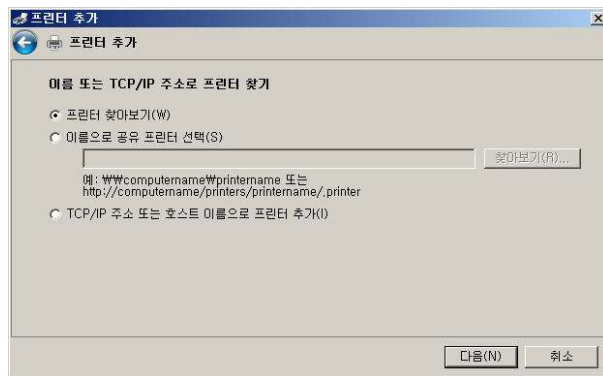 프린터 추가
프린터 추가
이름 또는 TCP/IP 주소로 프린터 찾기
프린터 찾아보기(W)
이름으로 공유 프린터 선택(S)
찾아보기(R)...
예: ₩₩computername₩printername 또는
http://computername/printers/printername/.printer
TCP/IP 주소 또는 호스트 이름으로 프린터 추가(I)
다음(N) 취소